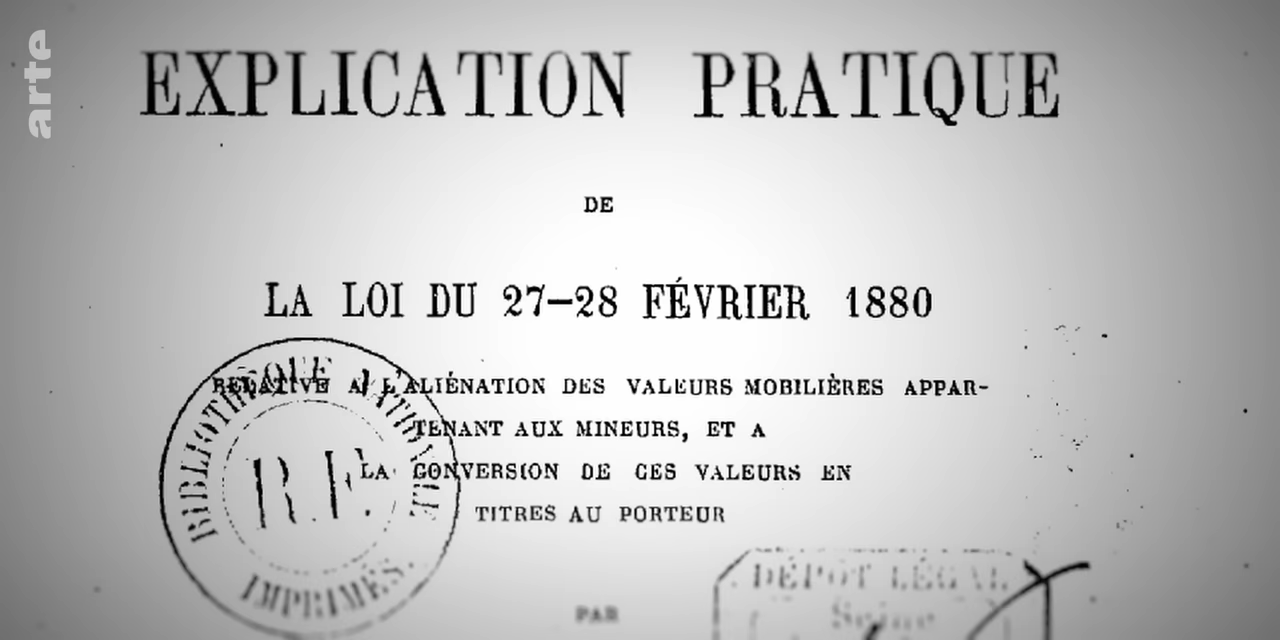 arte
EXPLICATION PRATIQUE
DE
LA LOI DU 27–28 FÉVRIER 1880
RELATIVE A L'ALIÉNATION DES VALEURS MOBILIÈRES APPAR-
TENANT AUX MINEURS, ET A
LA CONVERSION DE CES VALEURS EN
TITRES AU PORTEUR
PAR
BIBLIOTHÈQUE NATIONALE
R.F.
IMPRIMÉS.
DÉPÔT LÉGAL
Seine